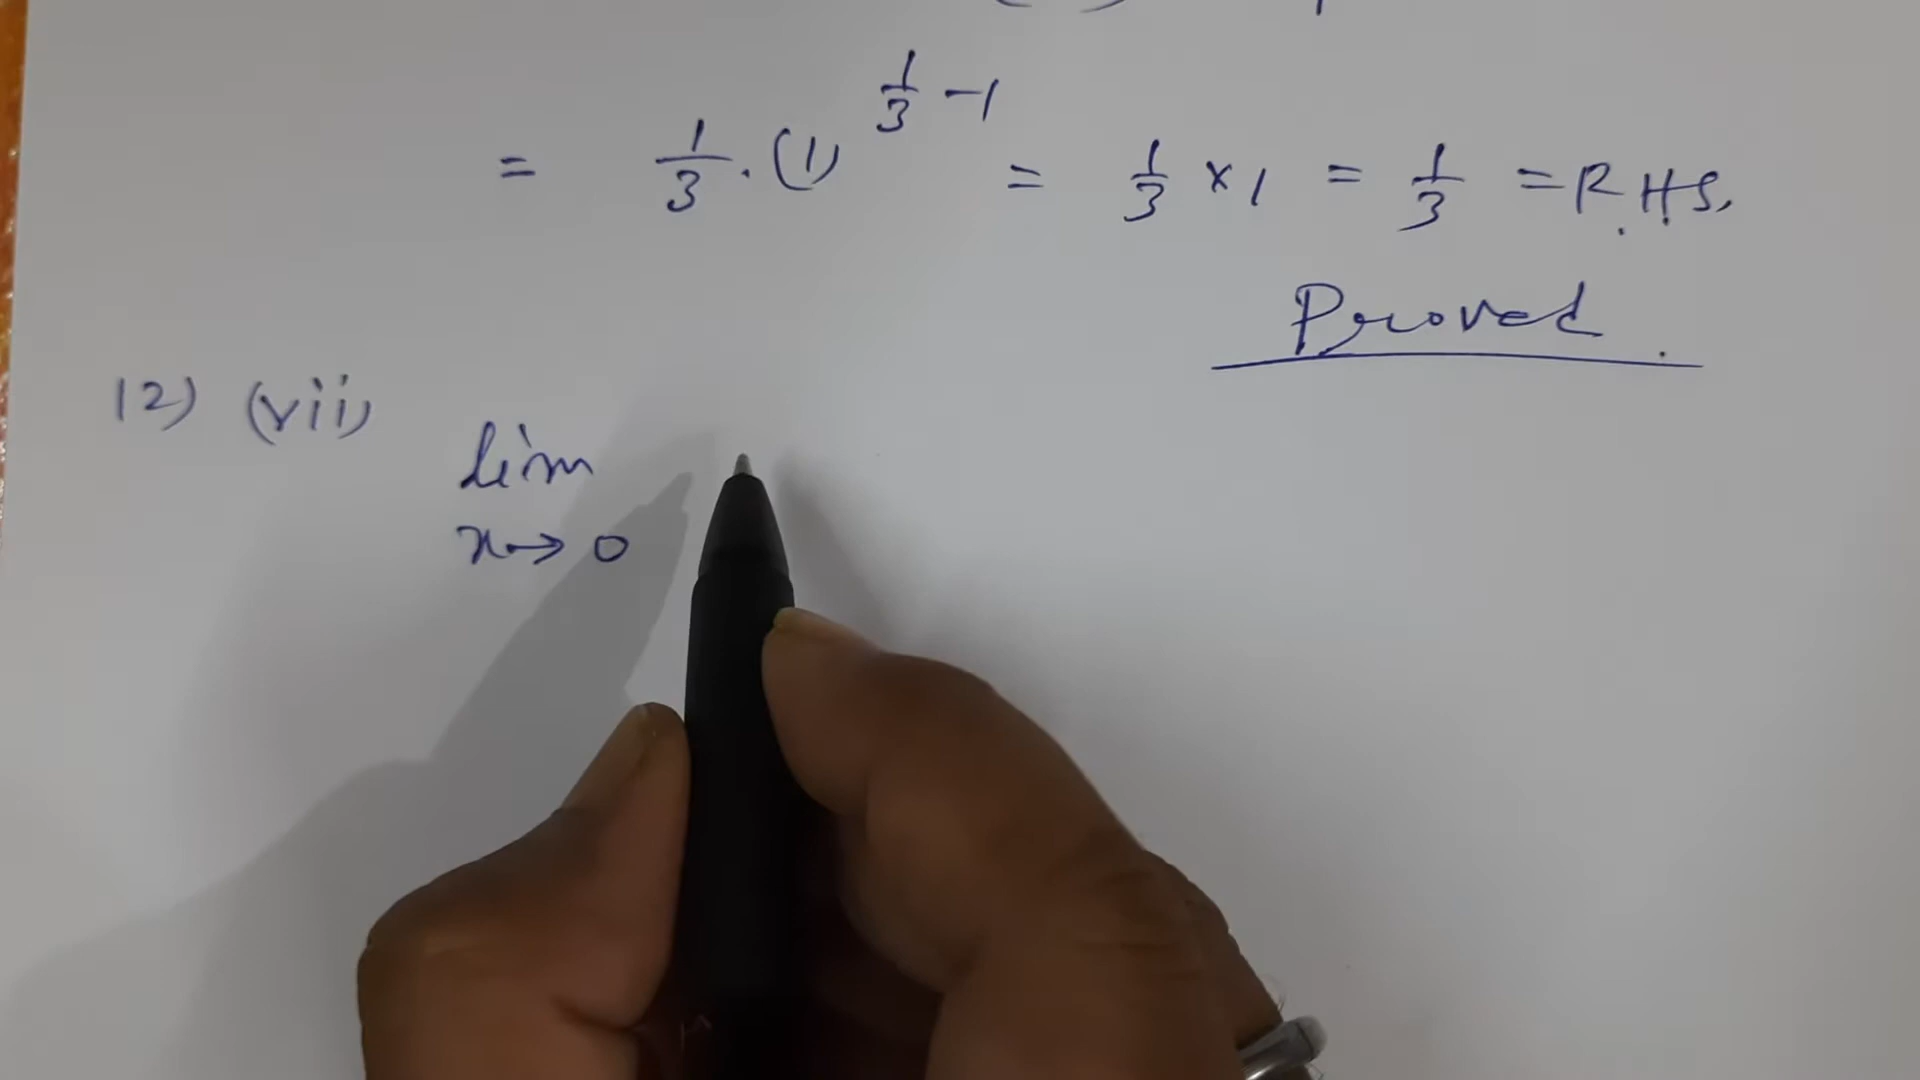 = 1/3 . (1)^(1/3 - 1) = 1/3 × 1 = 1/3 = R.H.S.
Proved.
12) (vii) lim
x→0